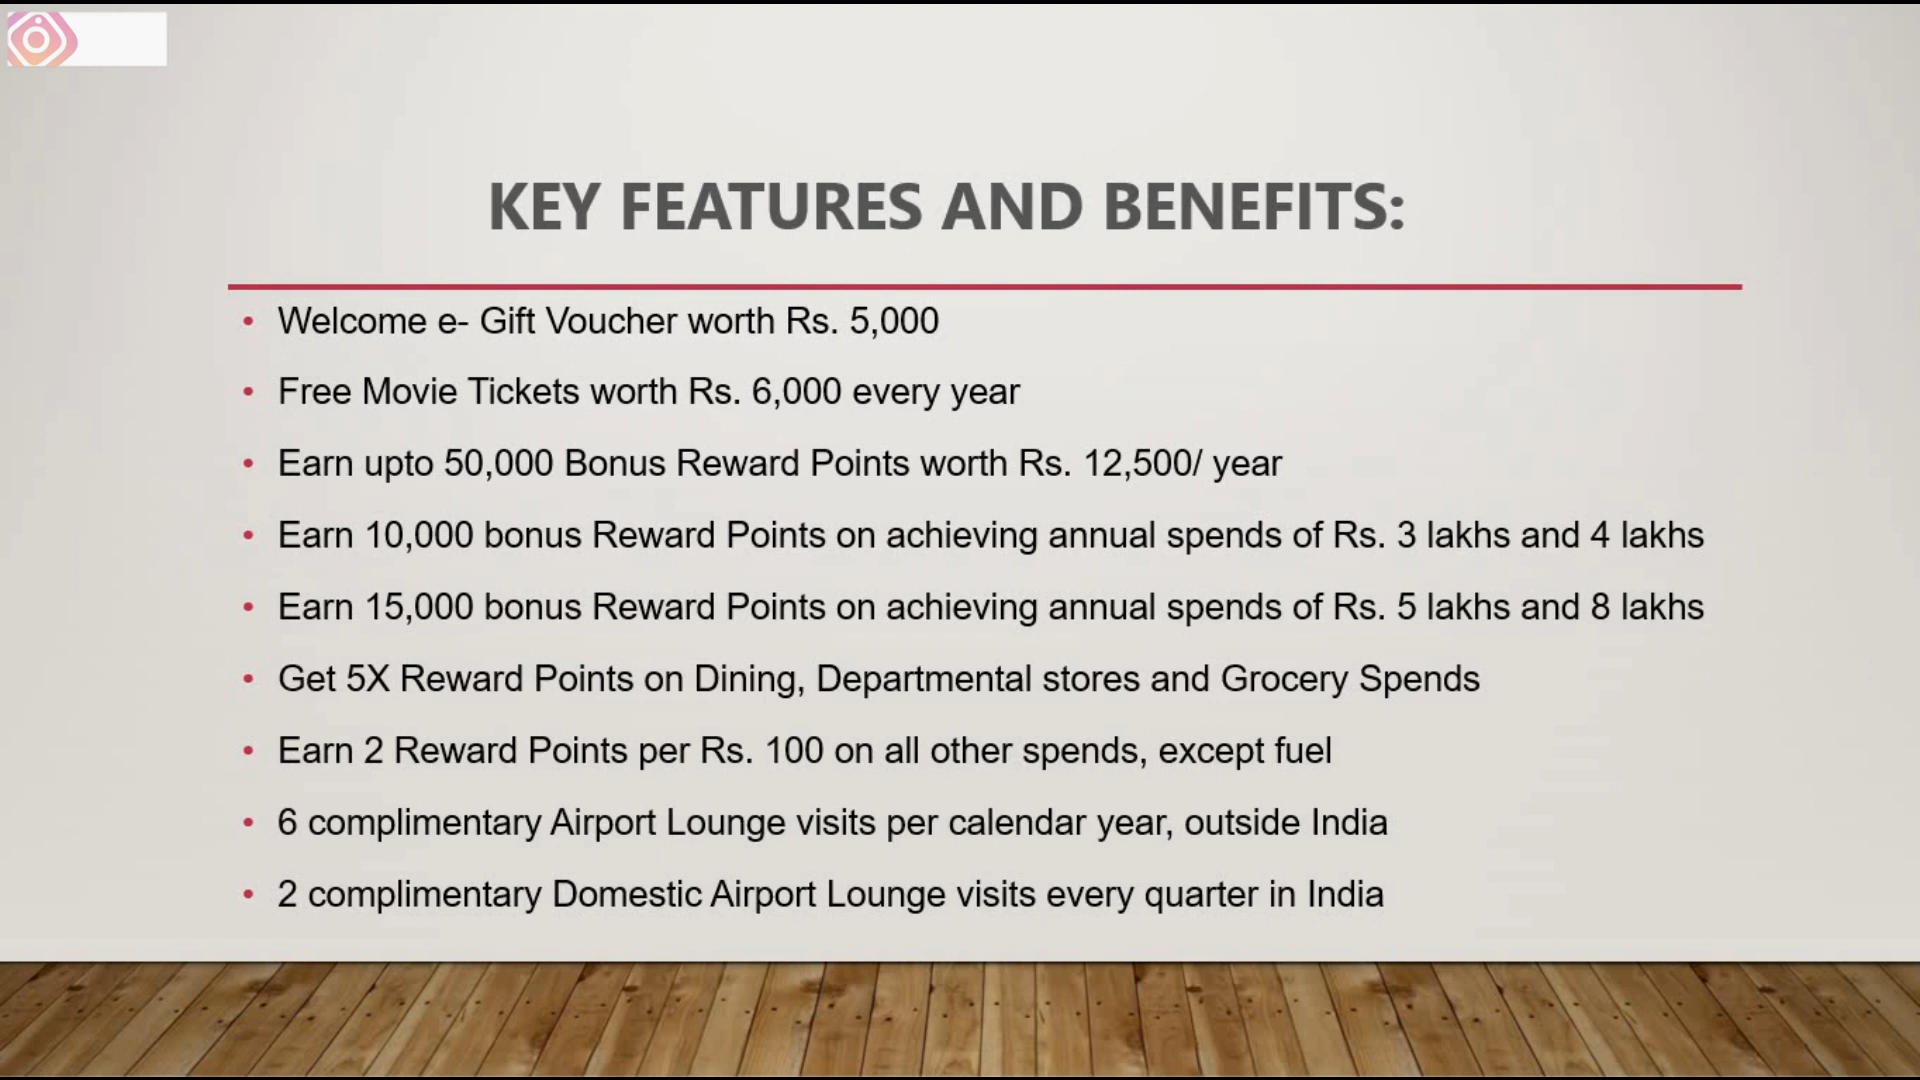 KEY FEATURES AND BENEFITS:
• Welcome e- Gift Voucher worth Rs. 5,000
• Free Movie Tickets worth Rs. 6,000 every year
• Earn upto 50,000 Bonus Reward Points worth Rs. 12,500/ year
• Earn 10,000 bonus Reward Points on achieving annual spends of Rs. 3 lakhs and 4 lakhs
• Earn 15,000 bonus Reward Points on achieving annual spends of Rs. 5 lakhs and 8 lakhs
• Get 5X Reward Points on Dining, Departmental stores and Grocery Spends
• Earn 2 Reward Points per Rs. 100 on all other spends, except fuel
• 6 complimentary Airport Lounge visits per calendar year, outside India
• 2 complimentary Domestic Airport Lounge visits every quarter in India